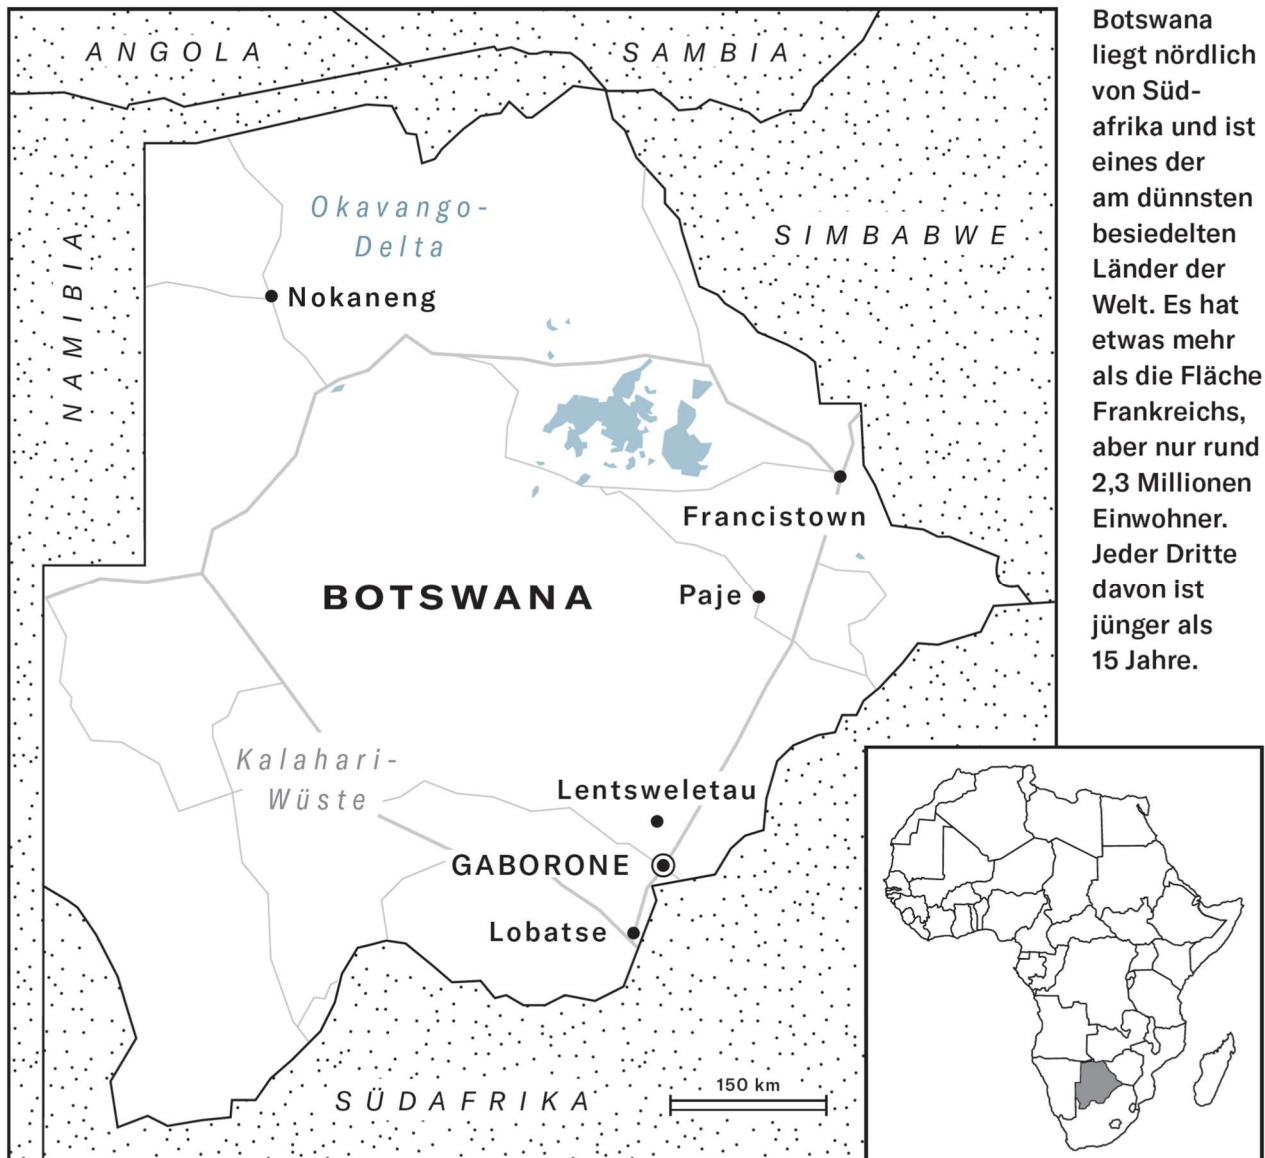 ANGOLA
SAMBIA
SIMBABWE
NAMIBIA
Okavango-
Delta
Nokaneng
Francistown
BOTSWANA
Paje
Kalahari-
Wüste
Lentsweletau
GABORONE
Lobatse
SÜDAFRIKA
150 km
Botswana
liegt nördlich
von Süd-
afrika und ist
eines der
am dünnsten
besiedelten
Länder der
Welt. Es hat
etwas mehr
als die Fläche
Frankreichs,
aber nur rund
2,3 Millionen
Einwohner.
Jeder Dritte
davon ist
jünger als
15 Jahre.